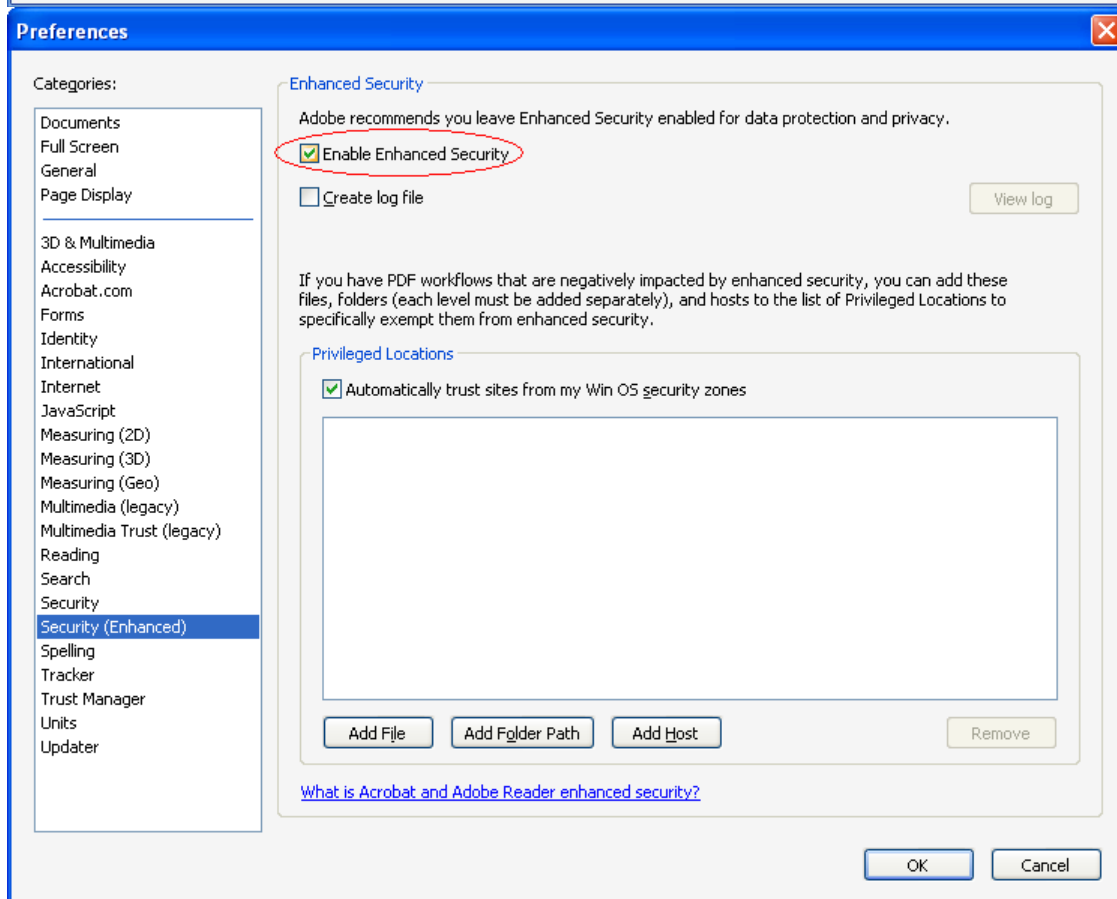 Preferences
Categories:
Documents
Full Screen
General
Page Display
3D & Multimedia
Accessibility
Acrobat.com
Forms
Identity
International
Internet
JavaScript
Measuring (2D)
Measuring (3D)
Measuring (Geo)
Multimedia (legacy)
Multimedia Trust (legacy)
Reading
Search
Security
Security (Enhanced)
Spelling
Tracker
Trust Manager
Units
Updater
Enhanced Security
Adobe recommends you leave Enhanced Security enabled for data protection and privacy.
Enable Enhanced Security
Create log file
View log
If you have PDF workflows that are negatively impacted by enhanced security, you can add these
files, folders (each level must be added separately), and hosts to the list of Privileged Locations to
specifically exempt them from enhanced security.
Privileged Locations
Automatically trust sites from my Win OS security zones
Add File
Add Folder Path
Add Host
Remove
What is Acrobat and Adobe Reader enhanced security?
OK
Cancel